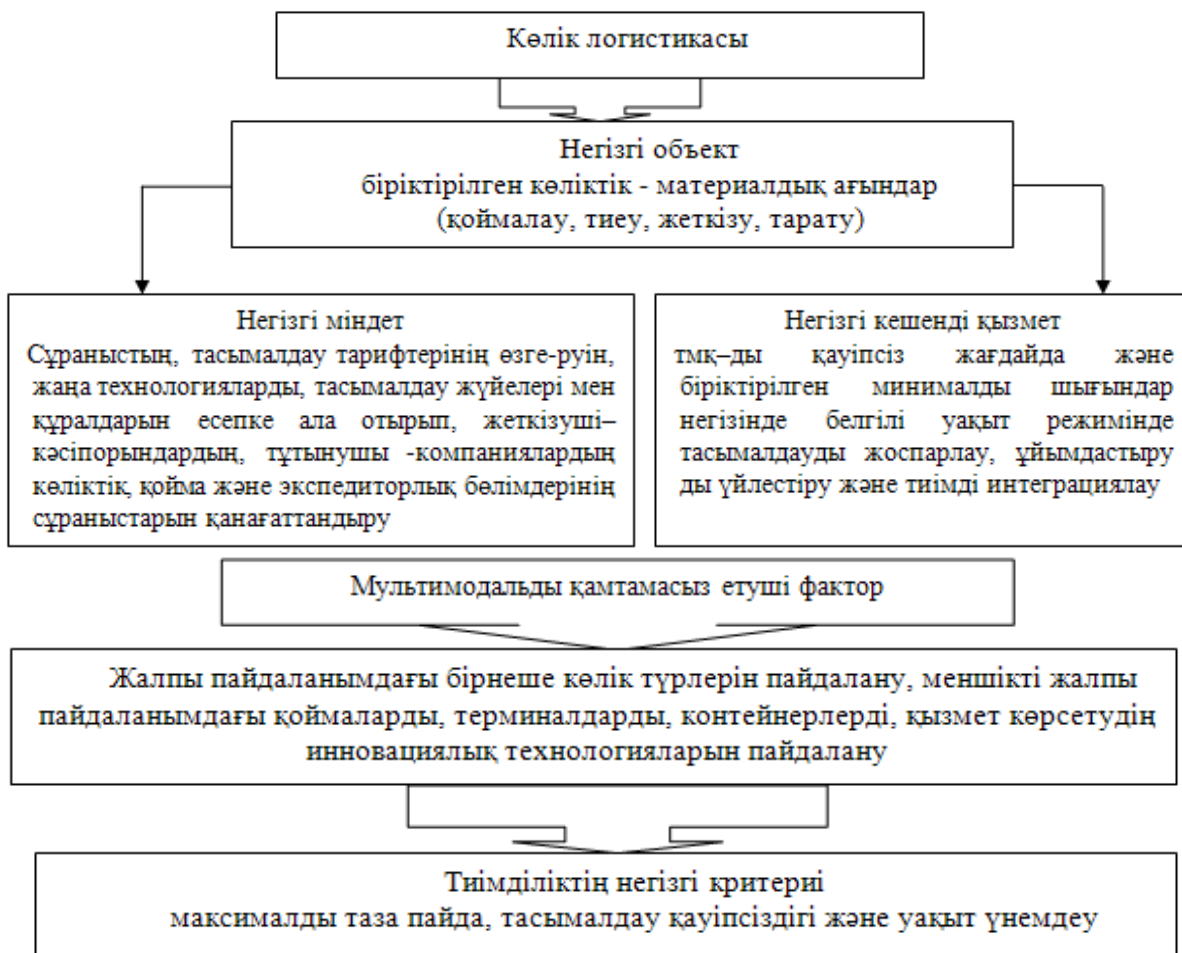 Көлік логистикасы
Негізгі объект
біріктірілген көліктік - материалдық ағындар
(қоймалау, тиеу, жеткізу, тарату)
Негізгі міндет
Сұраныстың, тасымалдау тарифтерінің өзге-руін,
жаңа технологияларды, тасымалдау жүйелері мен
құралдарын есепке ала отырып, жеткізуші–
кәсіпорындардың, тұтынушы -компаниялардың
көліктік, қойма және экспедиторлық бөлімдерінің
сұраныстарын қанағаттандыру
Негізгі кешенді қызмет
тмқ–ды қауіпсіз жағдайда және
біріктірілген минималды шығындар
негізінде белгілі уақыт режимінде
тасымалдауды жоспарлау, ұйымдастыру
ды үйлестіру және тиімді интеграциялау
Мультимодальды қамтамасыз етуші фактор
Жалпы пайдаланымдағы бірнеше көлік түрлерін пайдалану, меншікті жалпы
пайдаланымдағы қоймаларды, терминалдарды, контейнерлерді, қызмет көрсетудің
инновациялық технологияларын пайдалану
Тиімділіктің негізгі критериі
максималды таза пайда, тасымалдау қауіпсіздігі және уақыт үнемдеу